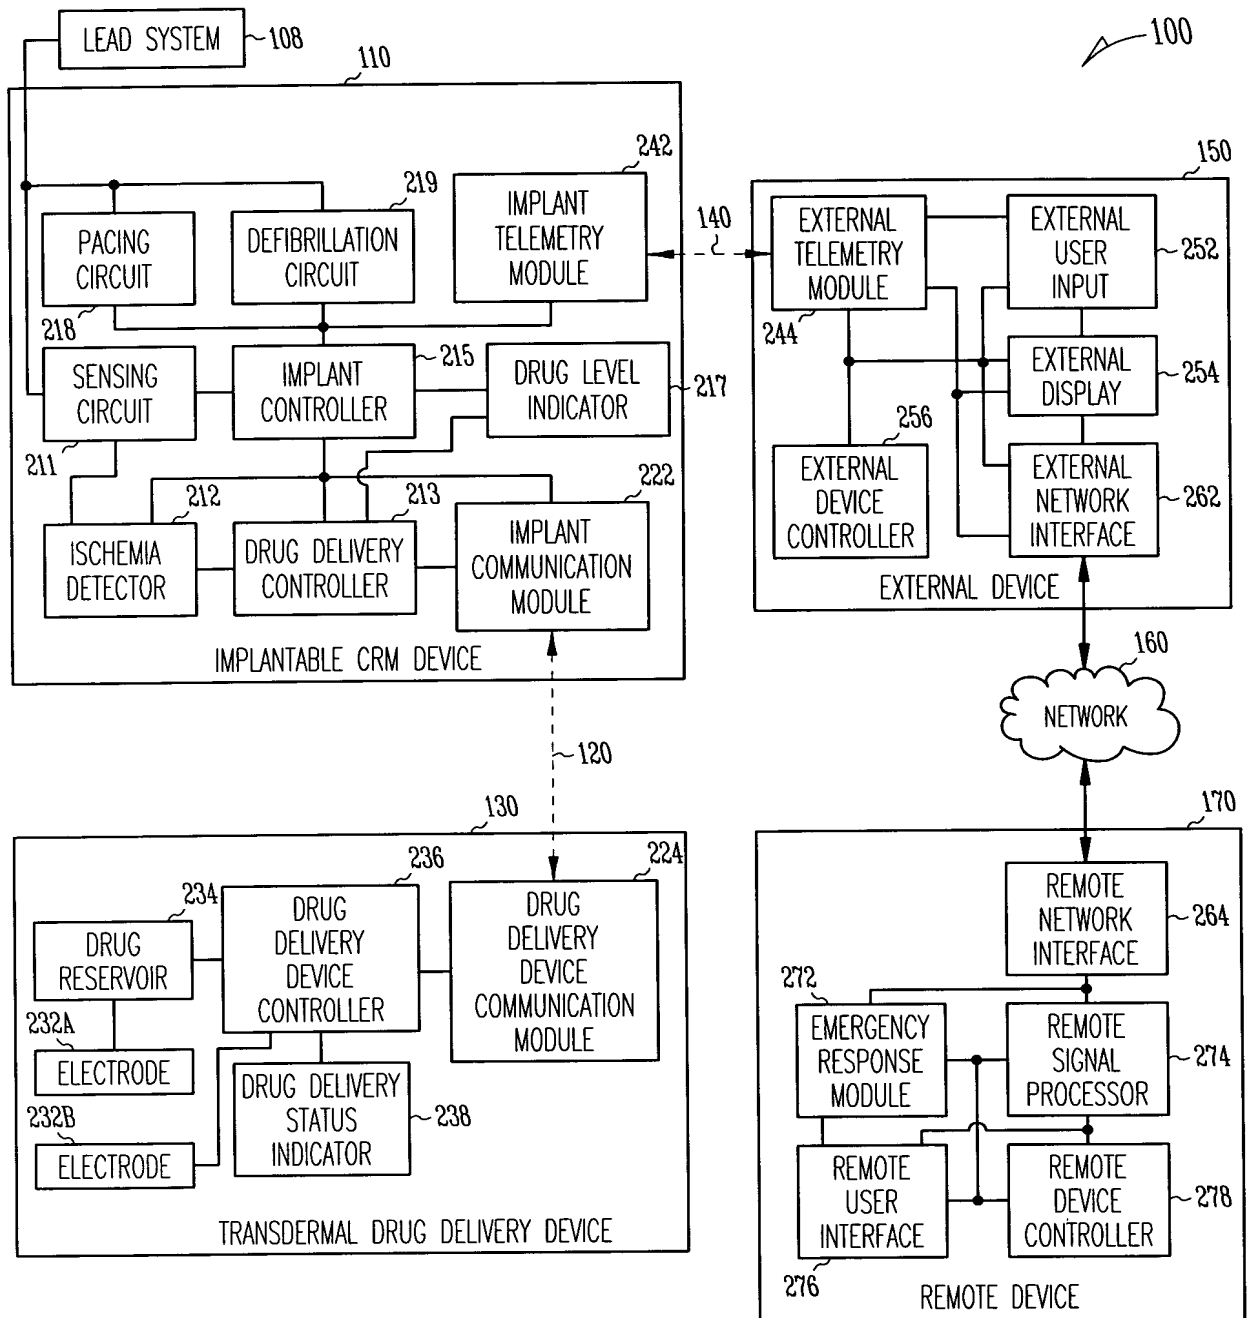 LEAD SYSTEM
108
100
110
242
IMPLANT
TELEMETRY
MODULE
219
PACING
CIRCUIT
218
DEFIBRILLATION
CIRCUIT
215
SENSING
CIRCUIT
211
IMPLANT
CONTROLLER
DRUG LEVEL
INDICATOR
217
212
213
222
ISCHEMIA
DETECTOR
DRUG DELIVERY
CONTROLLER
IMPLANT
COMMUNICATION
MODULE
IMPLANTABLE CRM DEVICE
140
150
EXTERNAL
TELEMETRY
MODULE
244
EXTERNAL
USER
INPUT
252
EXTERNAL
DISPLAY
254
256
EXTERNAL
DEVICE
CONTROLLER
EXTERNAL
NETWORK
INTERFACE
262
EXTERNAL DEVICE
160
NETWORK
120
130
236
224
234
DRUG
RESERVOIR
DRUG
DELIVERY
DEVICE
CONTROLLER
DRUG
DELIVERY
DEVICE
COMMUNICATION
MODULE
232A
ELECTRODE
232B
ELECTRODE
DRUG DELIVERY
STATUS
INDICATOR
238
TRANSDERMAL DRUG DELIVERY DEVICE
170
REMOTE
NETWORK
INTERFACE
264
272
EMERGENCY
RESPONSE
MODULE
REMOTE
SIGNAL
PROCESSOR
274
REMOTE
USER
INTERFACE
276
REMOTE
DEVICE
CONTROLLER
278
REMOTE DEVICE